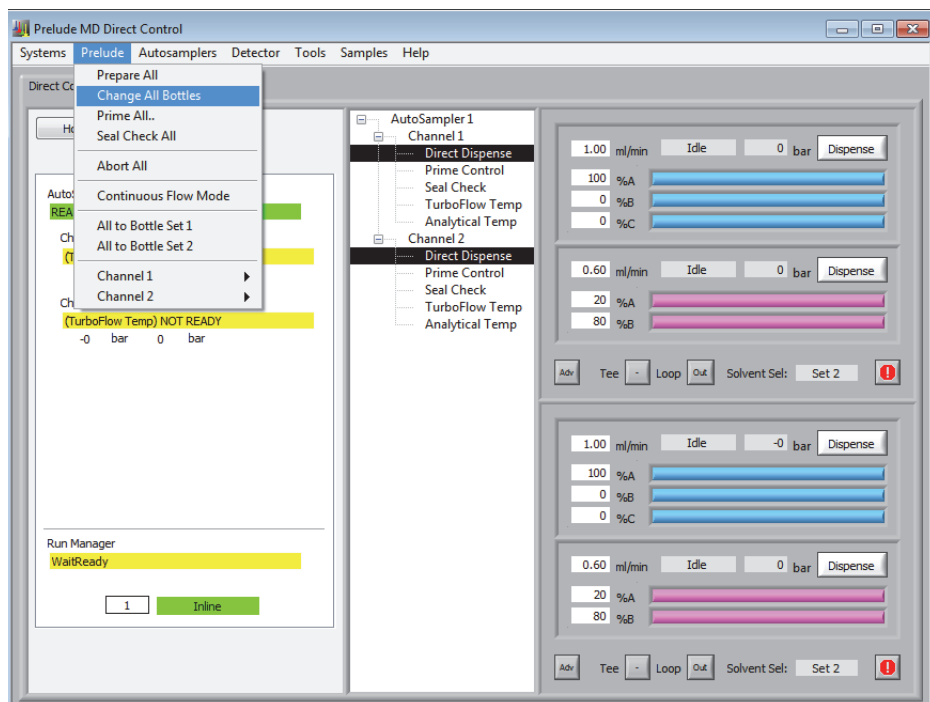 Prelude MD Direct Control
Systems Prelude Autosamplers Detector Tools Samples Help
Direct Co
Prepare All
Change All Bottles
Prime All..
Seal Check All
Abort All
Continuous Flow Mode
All to Bottle Set 1
All to Bottle Set 2
Channel 1
Channel 2
Ho
Auto
REA
Ch
(T
Ch
(TurboFlow Temp) NOT READY
-0 bar 0 bar
Run Manager
WaitReady
1 Inline
AutoSampler 1
Channel 1
Direct Dispense
Prime Control
Seal Check
TurboFlow Temp
Analytical Temp
Channel 2
Direct Dispense
Prime Control
Seal Check
TurboFlow Temp
Analytical Temp
1.00 ml/min Idle 0 bar Dispense
100 %A
0 %B
0 %C
0.60 ml/min Idle 0 bar Dispense
20 %A
80 %B
Adv Tee - Loop Out Solvent Sel: Set 2
1.00 ml/min Idle -0 bar Dispense
100 %A
0 %B
0 %C
0.60 ml/min Idle 0 bar Dispense
20 %A
80 %B
Adv Tee - Loop Out Solvent Sel: Set 2